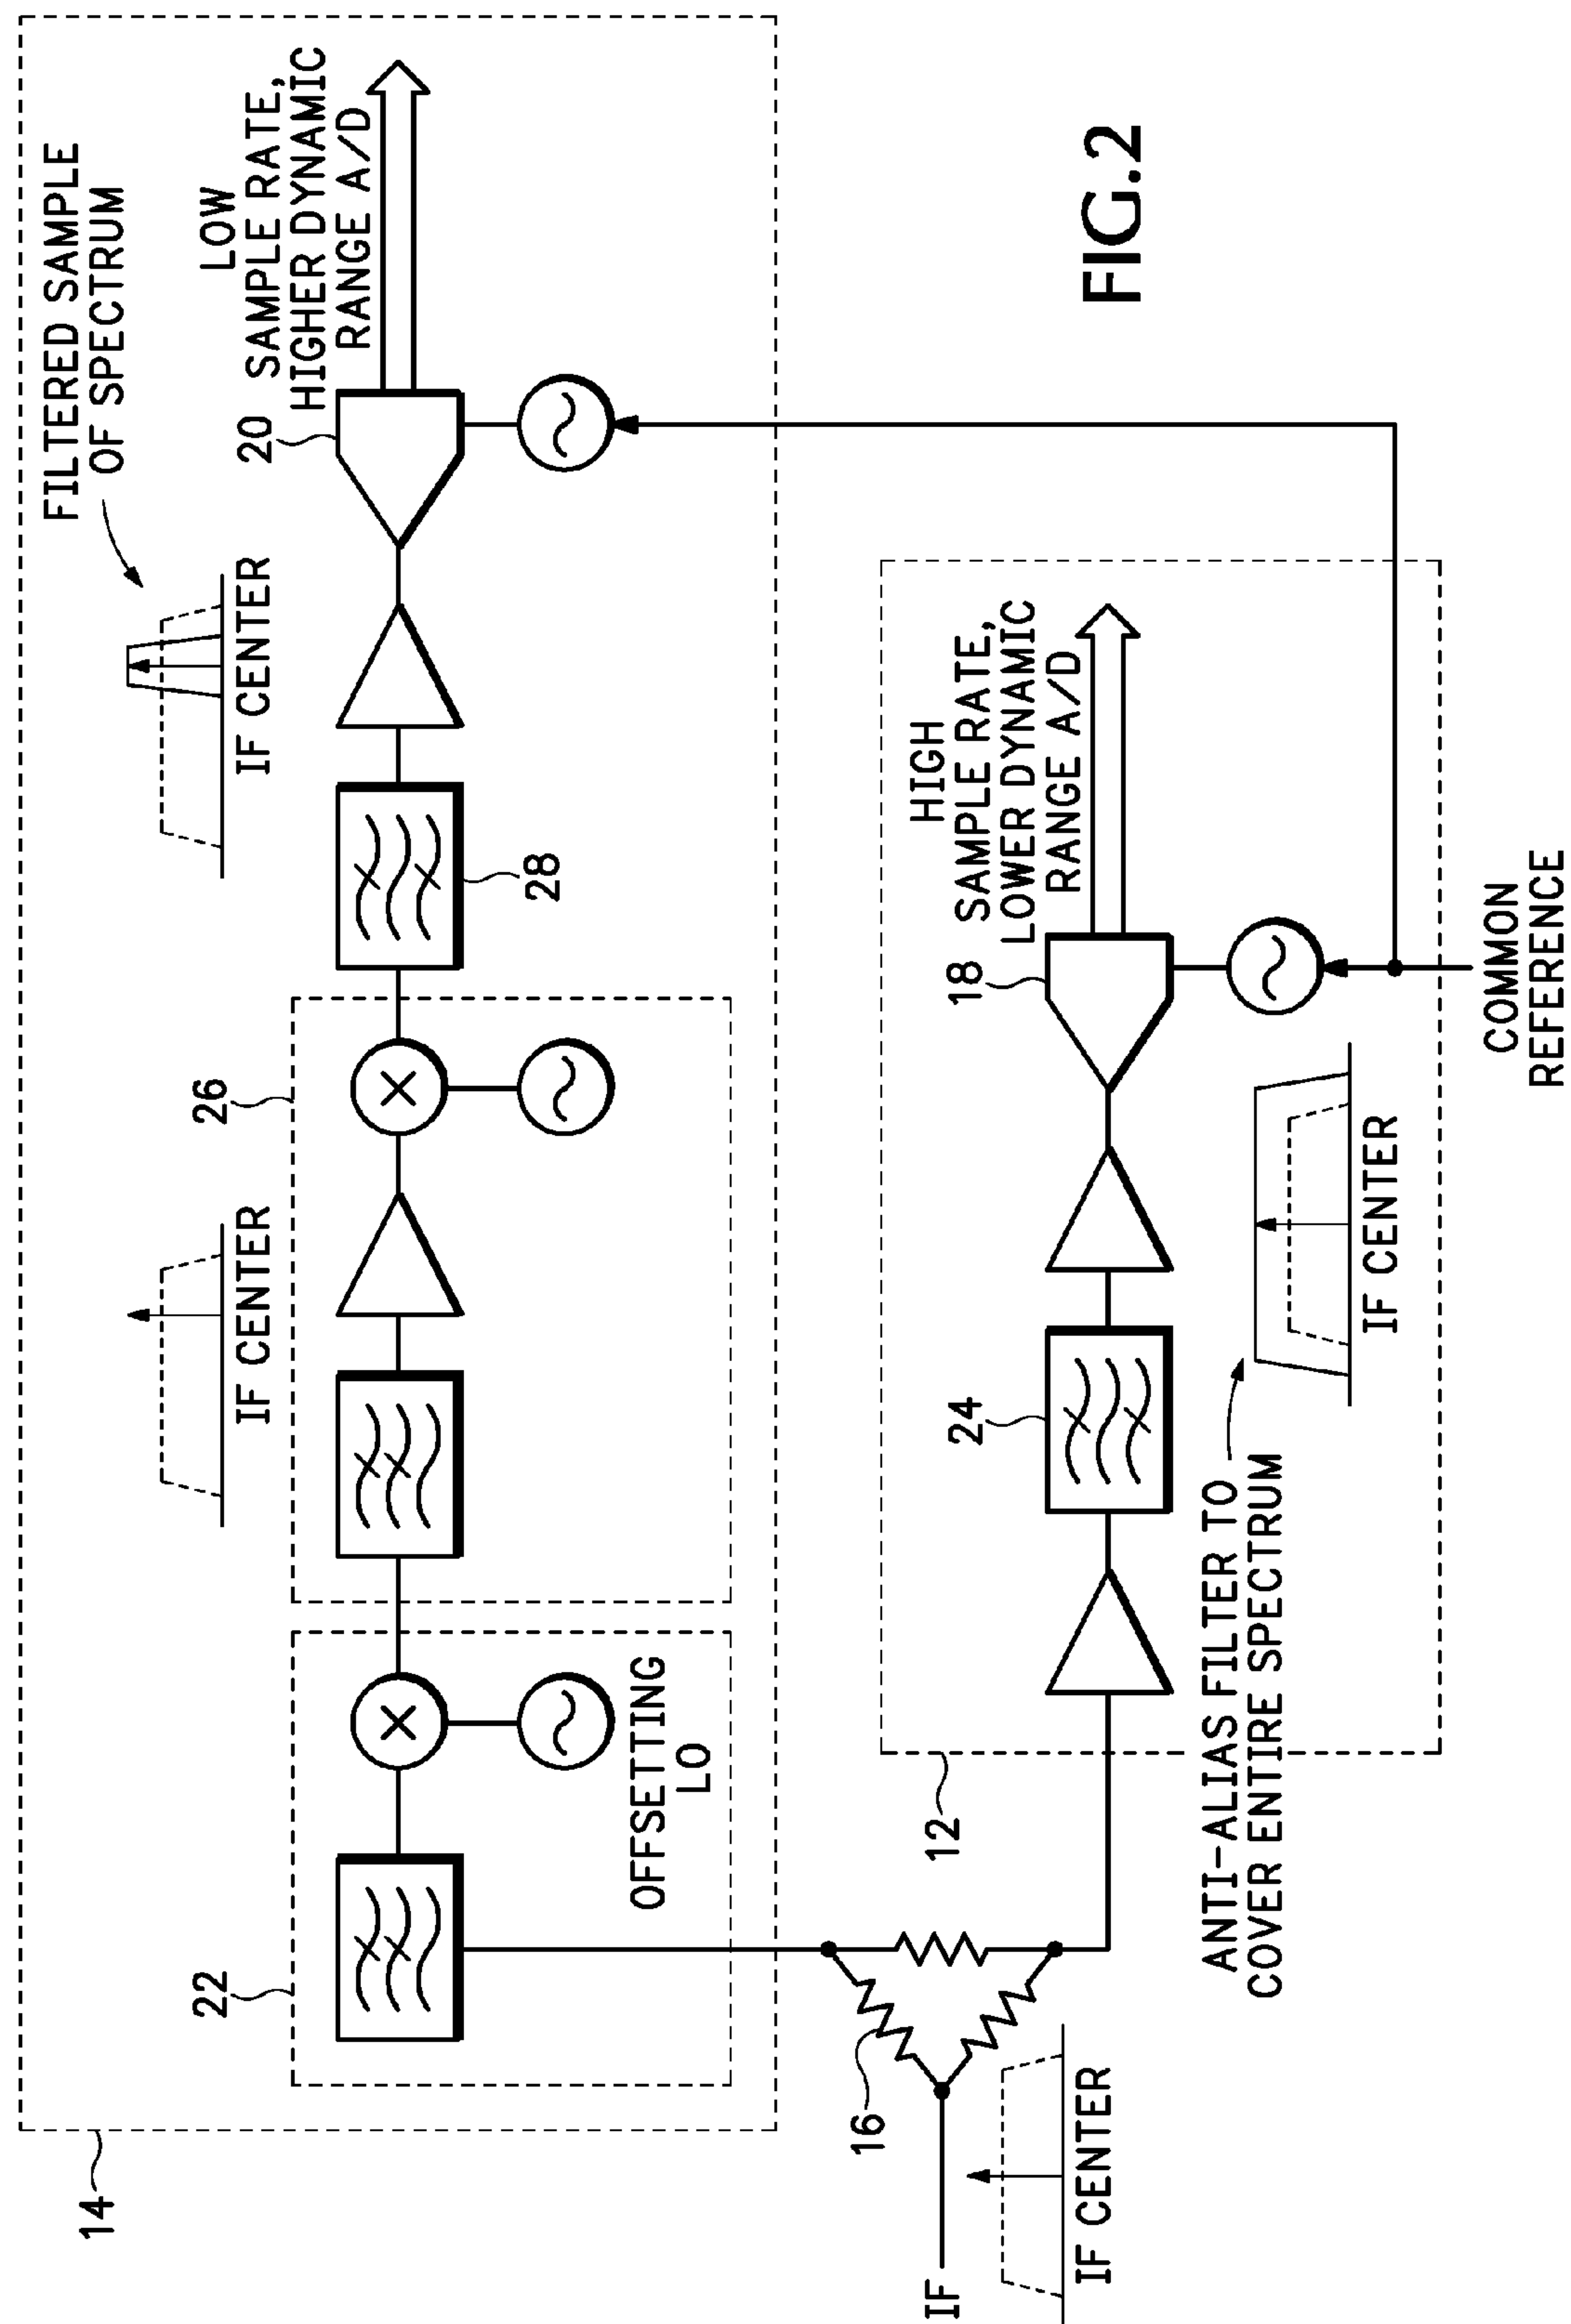 14
FILTERED SAMPLE
OF SPECTRUM
22
26
IF CENTER
IF CENTER
20
LOW
SAMPLE RATE,
HIGHER DYNAMIC
RANGE A/D
28
OFFSETTING
LO
16
IF
IF CENTER
12
24
18
HIGH
SAMPLE RATE,
LOWER DYNAMIC
RANGE A/D
ANTI-ALIAS FILTER TO
COVER ENTIRE SPECTRUM
IF CENTER
COMMON
REFERENCE
FIG.2